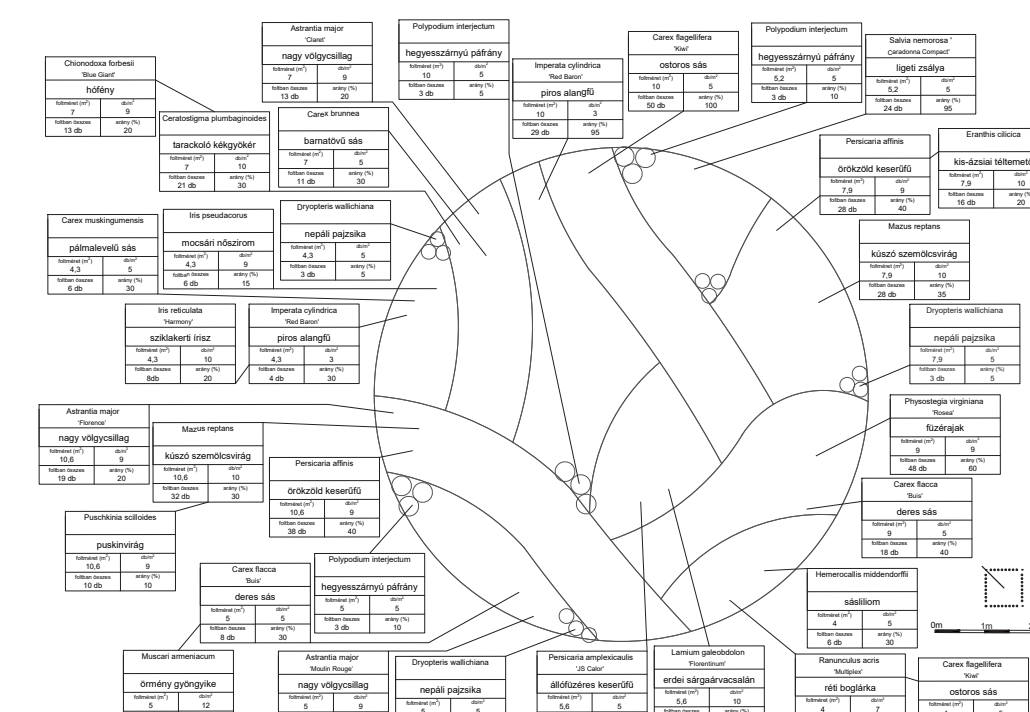 Astrantia major
'Claret'
nagy völgycsillag
foltméret (m²) db/m²
7 9
foltban összes arány (%)
13 db 20
Polypodium interjectum
hegyesszárnyú páfrány
foltméret (m²) db/m²
10 5
foltban összes arány (%)
3 db 5
Imperata cylindrica
'Red Baron'
piros alangfű
foltméret (m²) db/m²
10 3
foltban összes arány (%)
29 db 95
Carex flagellifera
'Kiwi'
ostoros sás
foltméret (m²) db/m²
10 5
foltban összes arány (%)
50 db 100
Polypodium interjectum
hegyesszárnyú páfrány
foltméret (m²) db/m²
5,2 5
foltban összes arány (%)
3 db 10
Salvia nemorosa '
Caradonna Compact'
ligeti zsálya
foltméret (m²) db/m²
5,2 5
foltban összes arány (%)
24 db 95
Chionodoxa forbesii
'Blue Giant'
hófény
foltméret (m²) db/m²
7 9
foltban összes arány (%)
13 db 20
Ceratostigma plumbaginoides
tarackoló kékgyökér
foltméret (m²) db/m²
7 10
foltban összes arány (%)
21 db 30
Carex brunnea
barnatövű sás
foltméret (m²) db/m²
7 5
foltban összes arány (%)
11 db 30
Persicaria affinis
örökzöld keserűfű
foltméret (m²) db/m²
7,9 9
foltban összes arány (%)
28 db 40
Eranthis cilicica
kis-ázsiai téltemető
foltméret (m²) db/m²
7,9 10
foltban összes arány (%)
16 db 20
Carex muskingumensis
pálmalevelű sás
foltméret (m²) db/m²
4,3 5
foltban összes arány (%)
6 db 30
Iris pseudacorus
mocsári nőszirom
foltméret (m²) db/m²
4,3 9
foltban összes arány (%)
6 db 15
Dryopteris wallichiana
nepáli pajzsika
foltméret (m²) db/m²
4,3 5
foltban összes arány (%)
3 db 5
Mazus reptans
kúszó szemölcsvirág
foltméret (m²) db/m²
7,9 10
foltban összes arány (%)
28 db 35
Iris reticulata
'Harmony'
sziklakerti írisz
foltméret (m²) db/m²
4,3 10
foltban összes arány (%)
8db 20
Imperata cylindrica
'Red Baron'
piros alangfű
foltméret (m²) db/m²
4,3 3
foltban összes arány (%)
4 db 30
Dryopteris wallichiana
nepáli pajzsika
foltméret (m²) db/m²
7,9 5
foltban összes arány (%)
3 db 5
Astrantia major
'Florence'
nagy völgycsillag
foltméret (m²) db/m²
10,6 9
foltban összes arány (%)
19 db 20
Mazus reptans
kúszó szemölcsvirág
foltméret (m²) db/m²
10,6 10
foltban összes arány (%)
32 db 30
Persicaria affinis
örökzöld keserűfű
foltméret (m²) db/m²
10,6 9
foltban összes arány (%)
38 db 40
Physostegia virginiana
'Rosea'
füzérajak
foltméret (m²) db/m²
9 9
foltban összes arány (%)
48 db 60
Carex flacca
'Buis'
deres sás
foltméret (m²) db/m²
9 5
foltban összes arány (%)
18 db 40
Puschkinia scilloides
puskinvirág
foltméret (m²) db/m²
10,6 9
foltban összes arány (%)
10 db 10
Carex flacca
'Buis'
deres sás
foltméret (m²) db/m²
5 5
foltban összes arány (%)
8 db 30
Polypodium interjectum
hegyesszárnyú páfrány
foltméret (m²) db/m²
5 5
foltban összes arány (%)
3 db 10
Hemerocallis middendorffii
sásliliom
foltméret (m²) db/m²
4 5
foltban összes arány (%)
6 db 30
0m 1m
Muscari armeniacum
örmény gyöngyike
foltméret (m²) db/m²
5 12
Astrantia major
'Moulin Rouge'
nagy völgycsillag
foltméret (m²) db/m²
5 9
Dryopteris wallichiana
nepáli pajzsika
foltméret (m²) db/m²
5 5
Persicaria amplexicaulis
'JS Calor'
állófüzéres keserűfű
foltméret (m²) db/m²
5,6 5
Lamium galeobdolon
'Florentinum'
erdei sárgaárvacsalán
foltméret (m²) db/m²
5,6 10
Ranunculus acris
'Multiplex'
réti boglárka
foltméret (m²) db/m²
4 7
Carex flagellifera
'Kiwi'
ostoros sás
foltméret (m²) db/m²